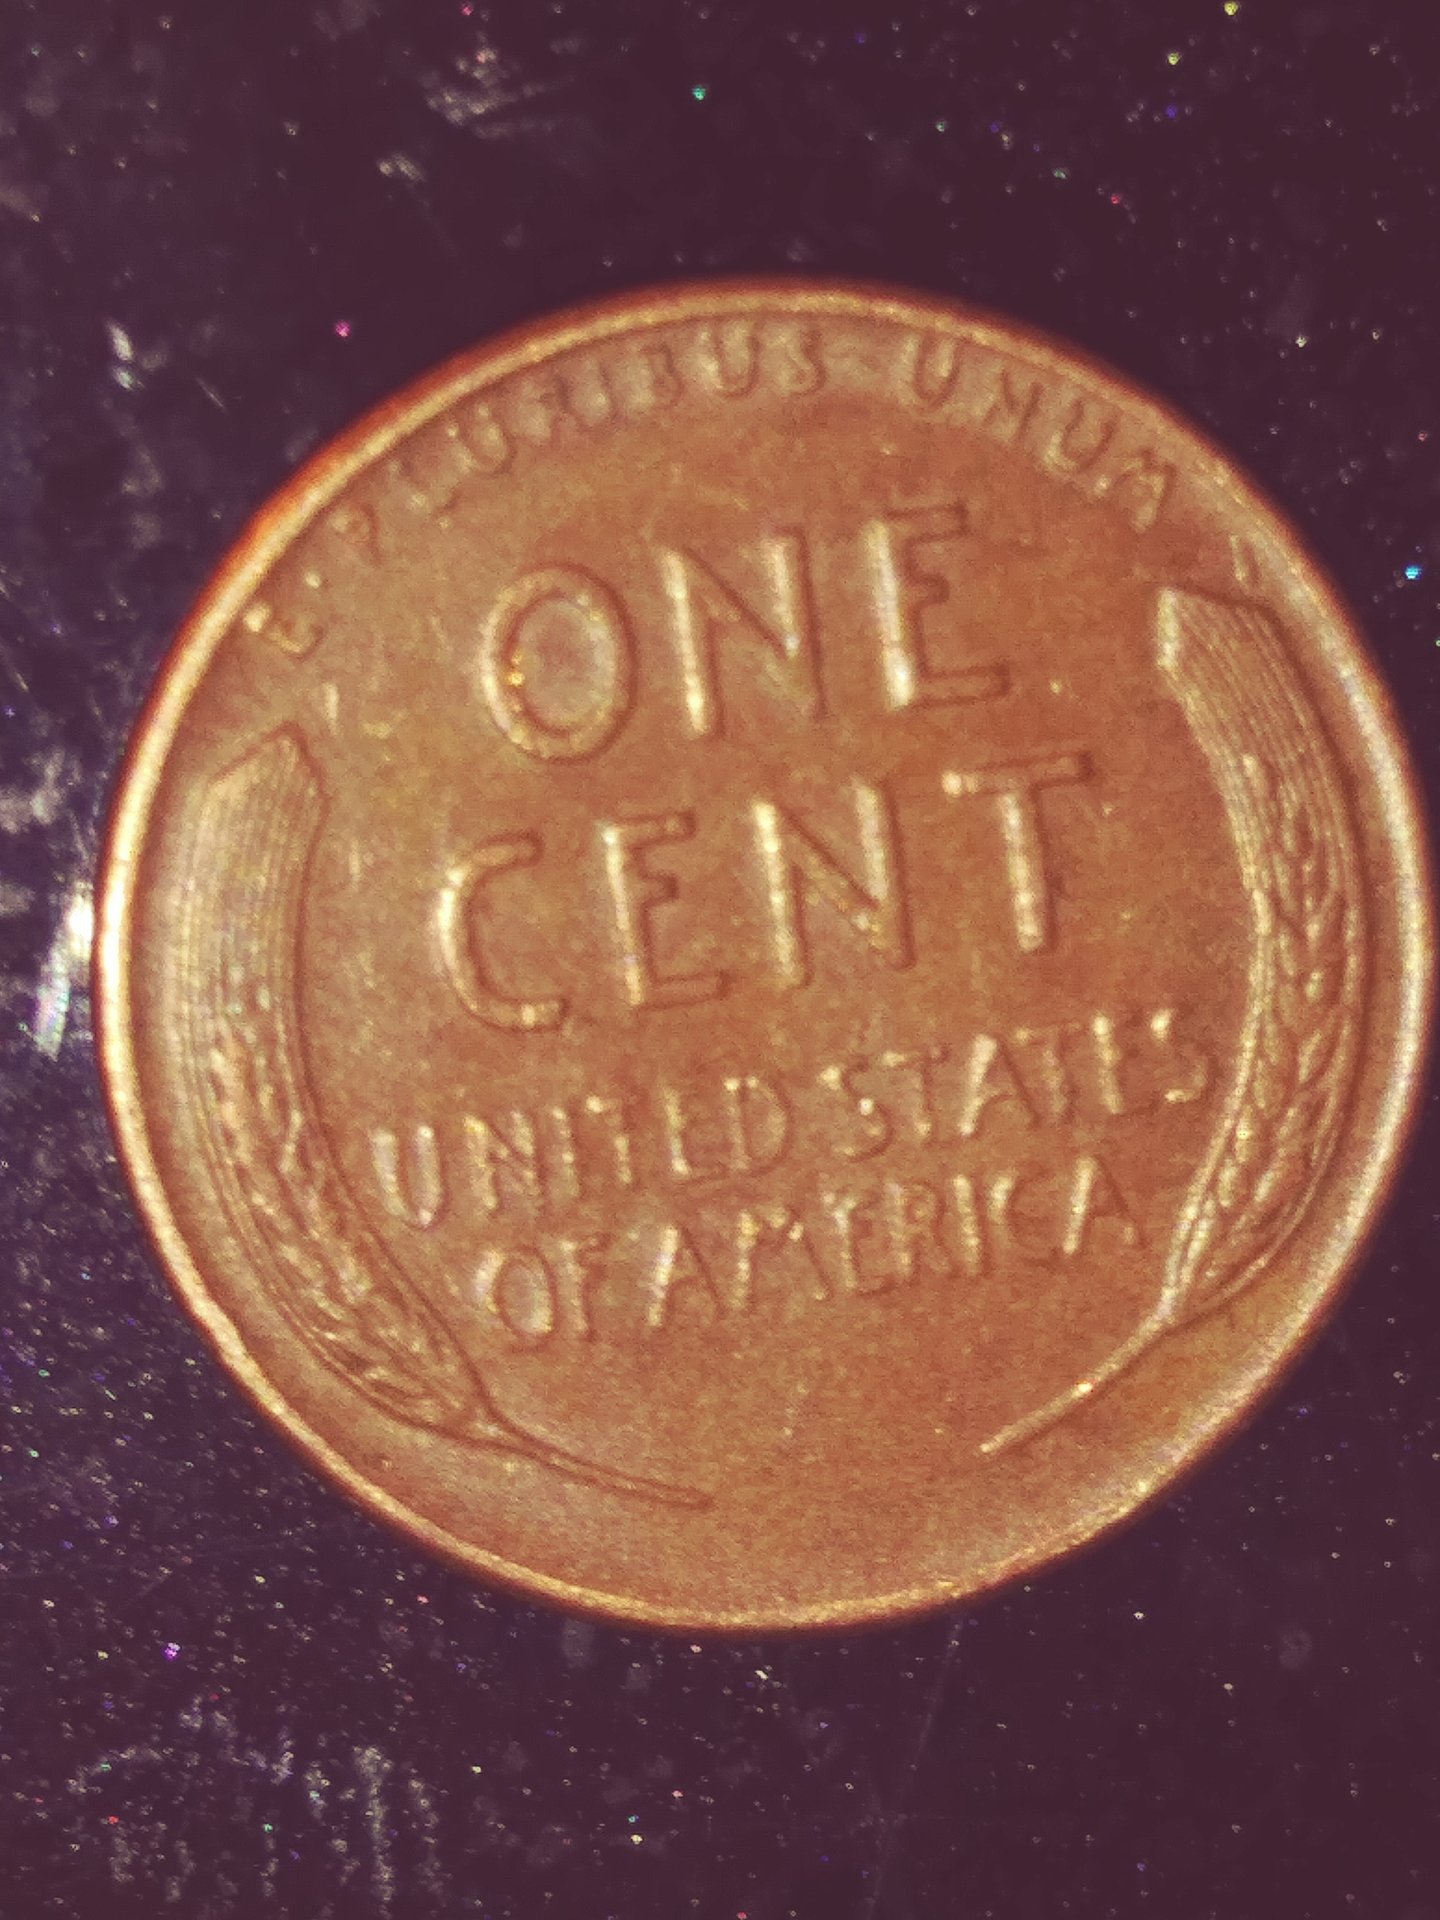 E · PLURIBUS · UNUM
ONE
CENT
UNITED STATES
OF AMERICA